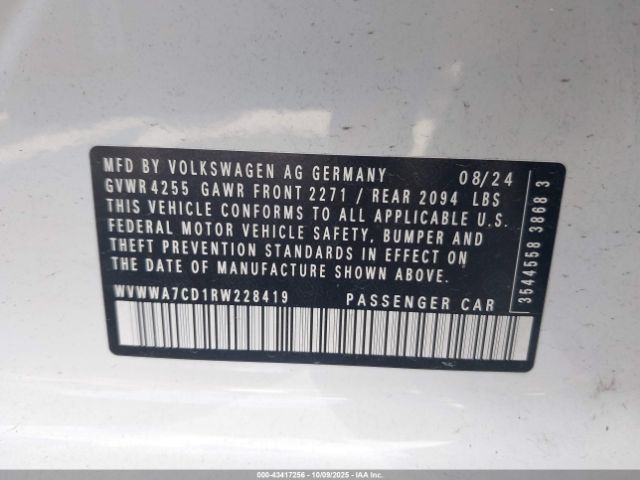 MFD BY VOLKSWAGEN AG GERMANY 08/24
GVWR 4255 GAWR FRONT 2271 / REAR 2094 LBS
THIS VEHICLE CONFORMS TO ALL APPLICABLE U.S.
FEDERAL MOTOR VEHICLE SAFETY, BUMPER AND
THEFT PREVENTION STANDARDS IN EFFECT ON
THE DATE OF MANUFACTURE SHOWN ABOVE.
WVWWA7CD1RW228419 PASSENGER CAR
3544558 3868 3
000-43417256 - 10/09/2025 - IAA Inc.